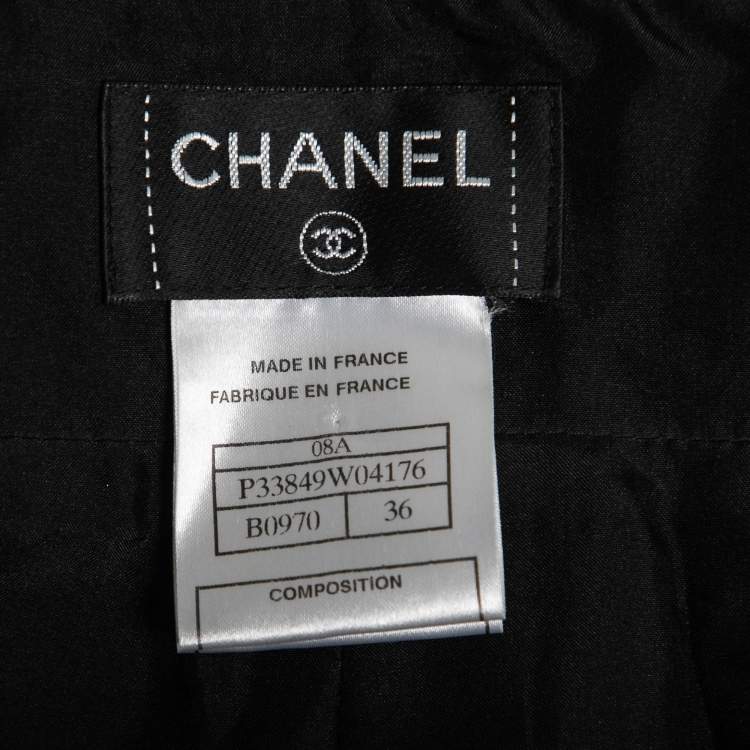 CHANEL
MADE IN FRANCE
FABRIQUE EN FRANCE
08A
P33849W04176
B0970 36
COMPOSITION